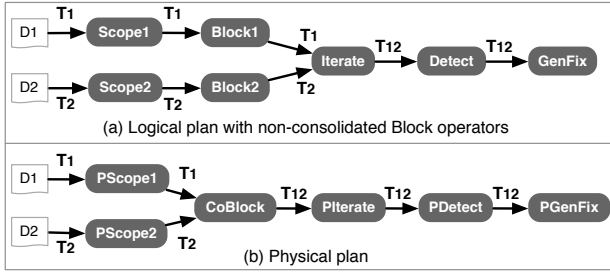 T1 T1
D1 Scope1 Block1 T1
T12 T12
Iterate Detect GenFix
D2 Scope2 Block2 T2
T2 T2
(a) Logical plan with non-consolidated Block operators
T1
D1 PScope1 T1
T12 T12 T12
CoBlock PIterate PDetect PGenFix
D2 PScope2 T2
T2
(b) Physical plan